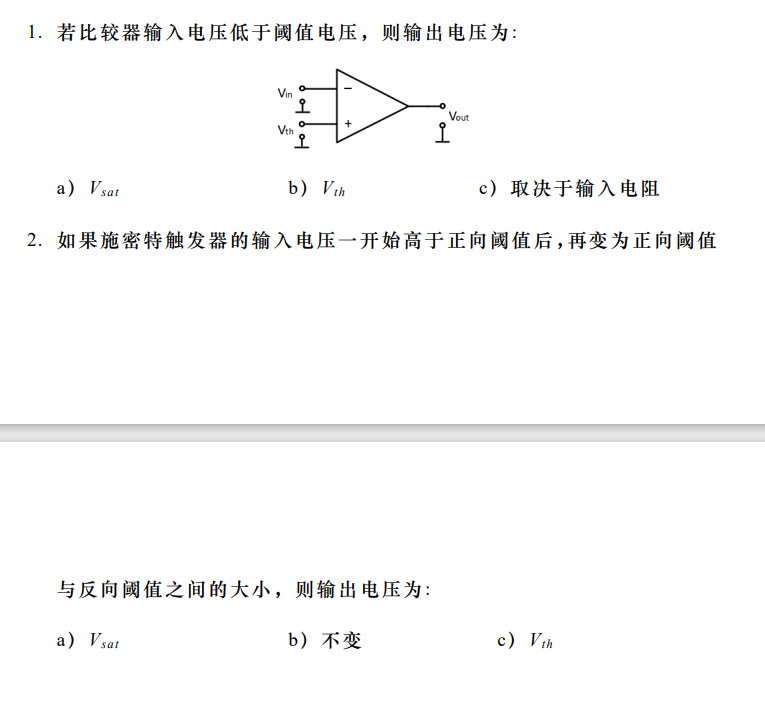 1. 若比较器输入电压低于阈值电压，则输出电压为:
Vin
−
Vout
Vth
+
a) Vsat b) Vth c) 取决于输入电阻
2. 如果施密特触发器的输入电压一开始高于正向阈值后,再变为正向阈值
与反向阈值之间的大小，则输出电压为:
a) Vsat b) 不变 c) Vth